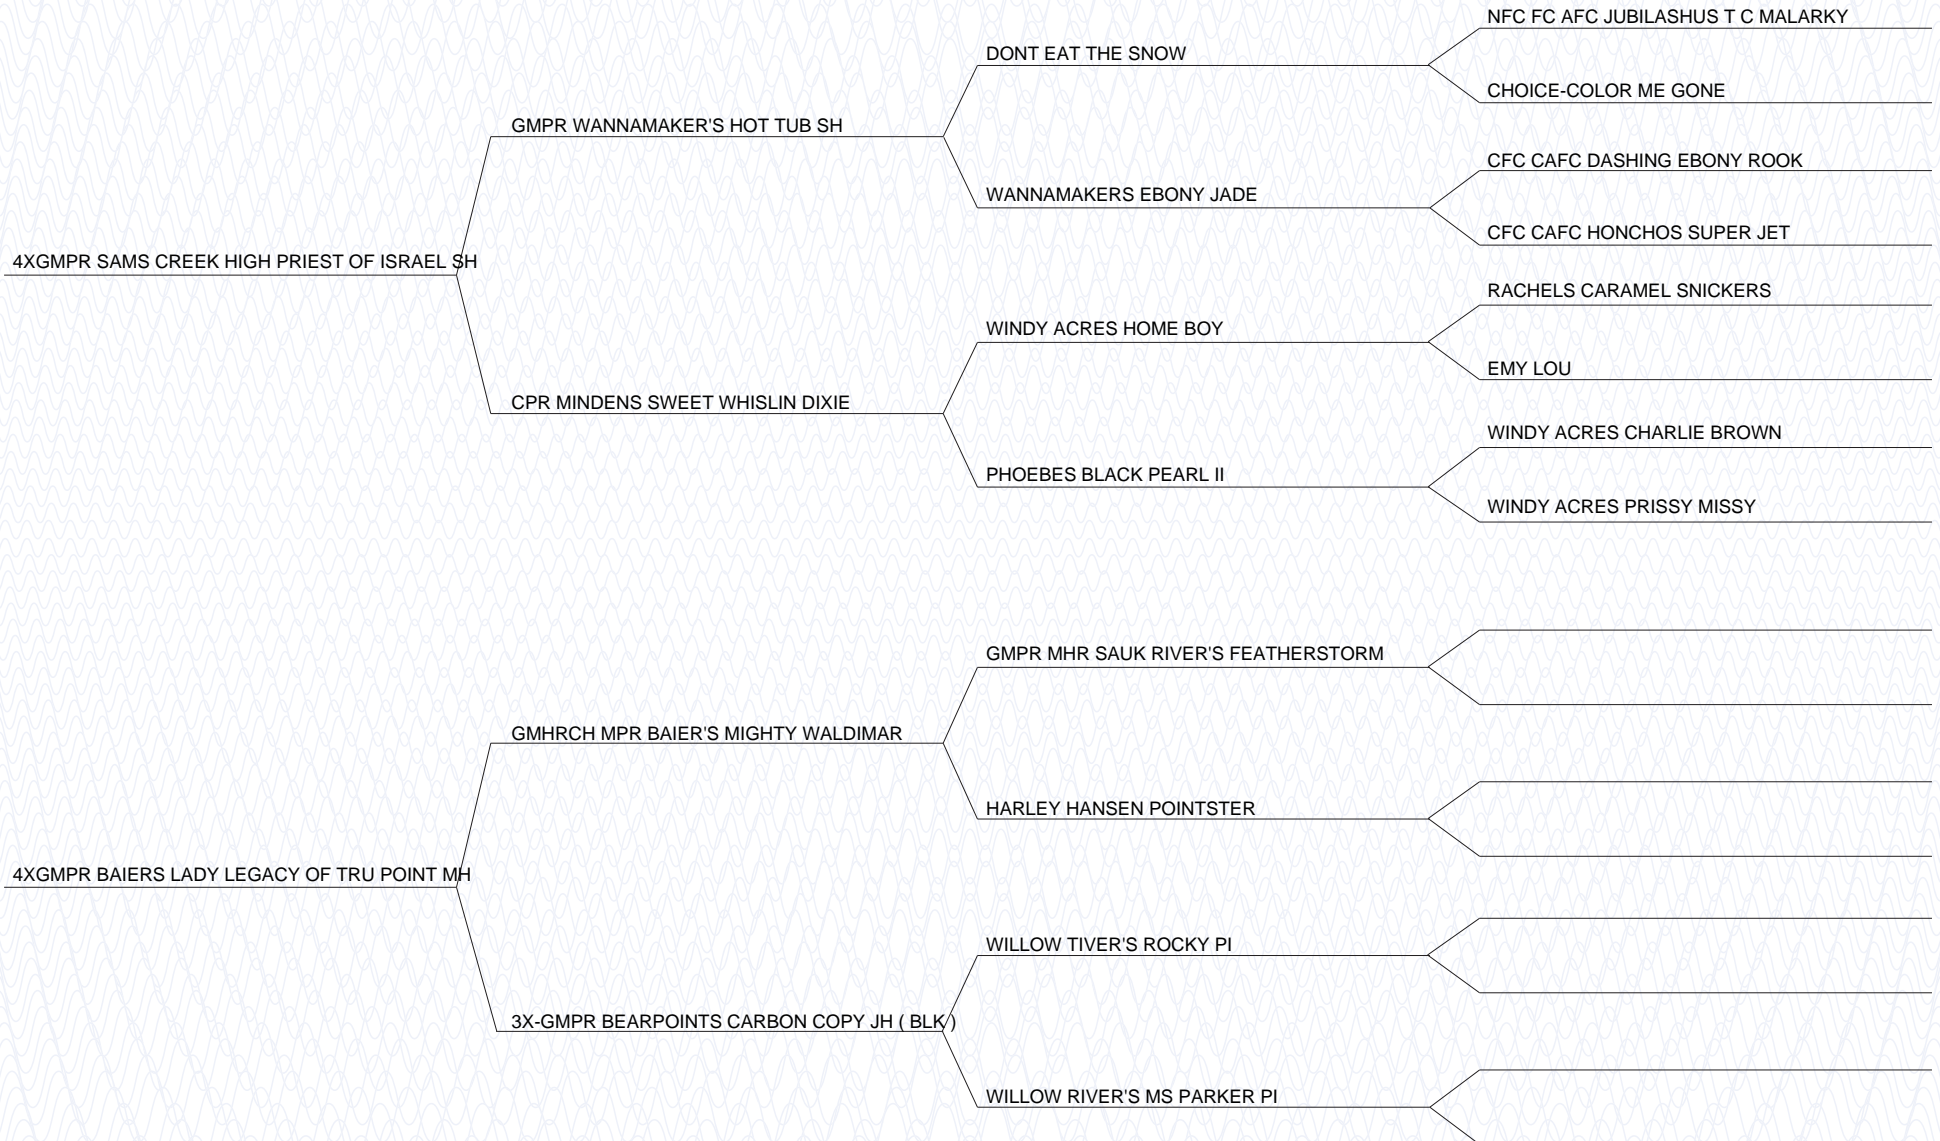 NFC FC AFC JUBILASHUS T C MALARKY
DONT EAT THE SNOW
CHOICE-COLOR ME GONE
GMPR WANNAMAKER'S HOT TUB SH
CFC CAFC DASHING EBONY ROOK
WANNAMAKERS EBONY JADE
CFC CAFC HONCHOS SUPER JET
4XGMPR SAMS CREEK HIGH PRIEST OF ISRAEL SH
RACHELS CARAMEL SNICKERS
WINDY ACRES HOME BOY
EMY LOU
CPR MINDENS SWEET WHISLIN DIXIE
WINDY ACRES CHARLIE BROWN
PHOEBES BLACK PEARL II
WINDY ACRES PRISSY MISSY
GMPR MHR SAUK RIVER'S FEATHERSTORM
GMHRCH MPR BAIER'S MIGHTY WALDIMAR
HARLEY HANSEN POINTSTER
4XGMPR BAIERS LADY LEGACY OF TRU POINT MH
WILLOW TIVER'S ROCKY PI
3X-GMPR BEARPOINTS CARBON COPY JH ( BLK )
WILLOW RIVER'S MS PARKER PI